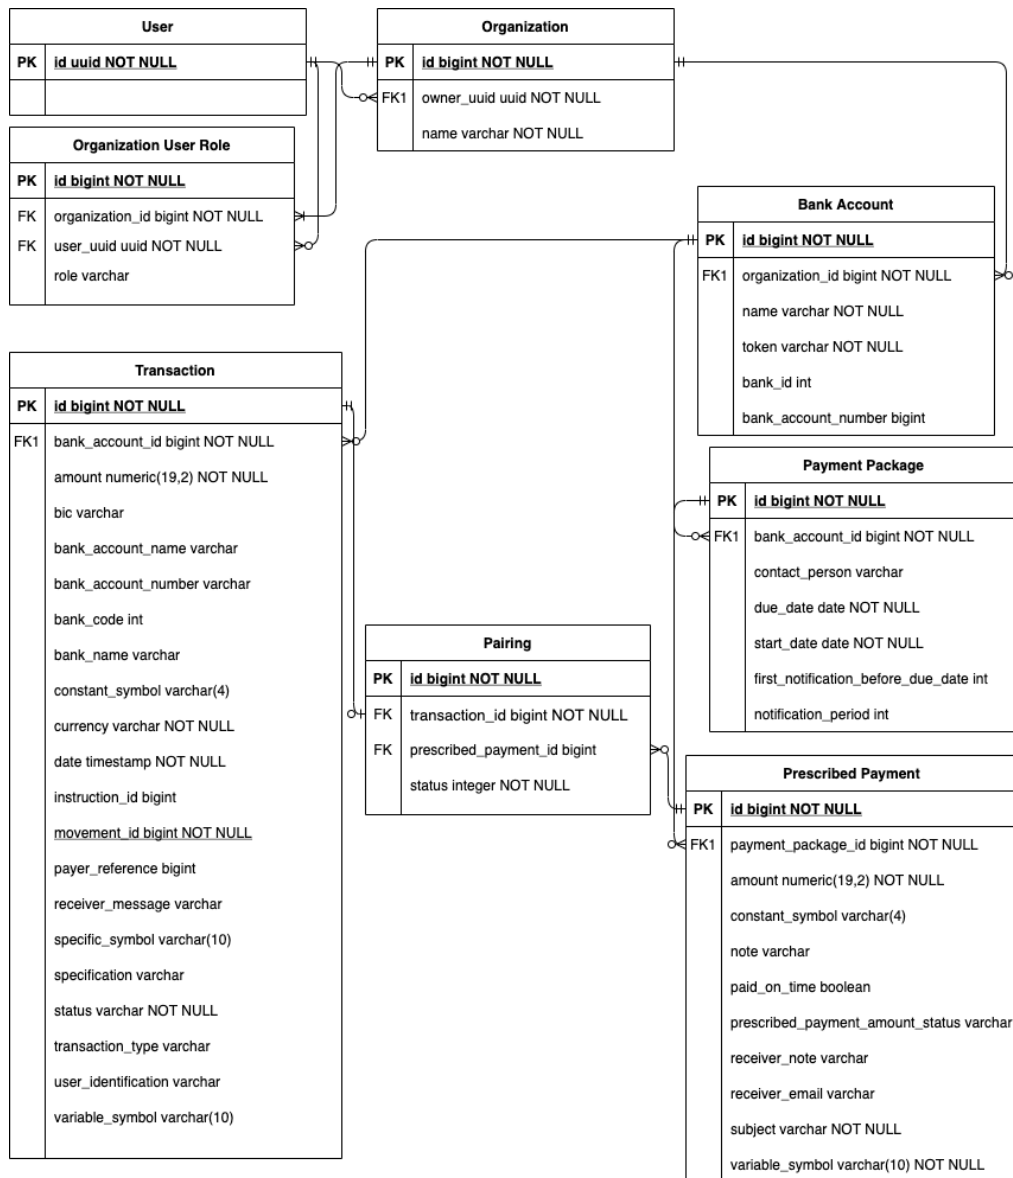 User
PK id uuid NOT NULL
Organization
PK id bigint NOT NULL
FK1 owner_uuid uuid NOT NULL
name varchar NOT NULL
Organization User Role
PK id bigint NOT NULL
FK organization_id bigint NOT NULL
FK user_uuid uuid NOT NULL
role varchar
Bank Account
PK id bigint NOT NULL
FK1 organization_id bigint NOT NULL
name varchar NOT NULL
token varchar NOT NULL
bank_id int
bank_account_number bigint
Transaction
PK id bigint NOT NULL
FK1 bank_account_id bigint NOT NULL
amount numeric(19,2) NOT NULL
bic varchar
bank_account_name varchar
bank_account_number varchar
bank_code int
bank_name varchar
constant_symbol varchar(4)
currency varchar NOT NULL
date timestamp NOT NULL
instruction_id bigint
movement_id bigint NOT NULL
payer_reference bigint
receiver_message varchar
specific_symbol varchar(10)
specification varchar
status varchar NOT NULL
transaction_type varchar
user_identification varchar
variable_symbol varchar(10)
Payment Package
PK id bigint NOT NULL
FK1 bank_account_id bigint NOT NULL
contact_person varchar
due_date date NOT NULL
start_date date NOT NULL
first_notification_before_due_date int
notification_period int
Pairing
PK id bigint NOT NULL
FK transaction_id bigint NOT NULL
FK prescribed_payment_id bigint
status integer NOT NULL
Prescribed Payment
PK id bigint NOT NULL
FK1 payment_package_id bigint NOT NULL
amount numeric(19,2) NOT NULL
constant_symbol varchar(4)
note varchar
paid_on_time boolean
prescribed_payment_amount_status varchar
receiver_note varchar
receiver_email varchar
subject varchar NOT NULL
variable_symbol varchar(10) NOT NULL